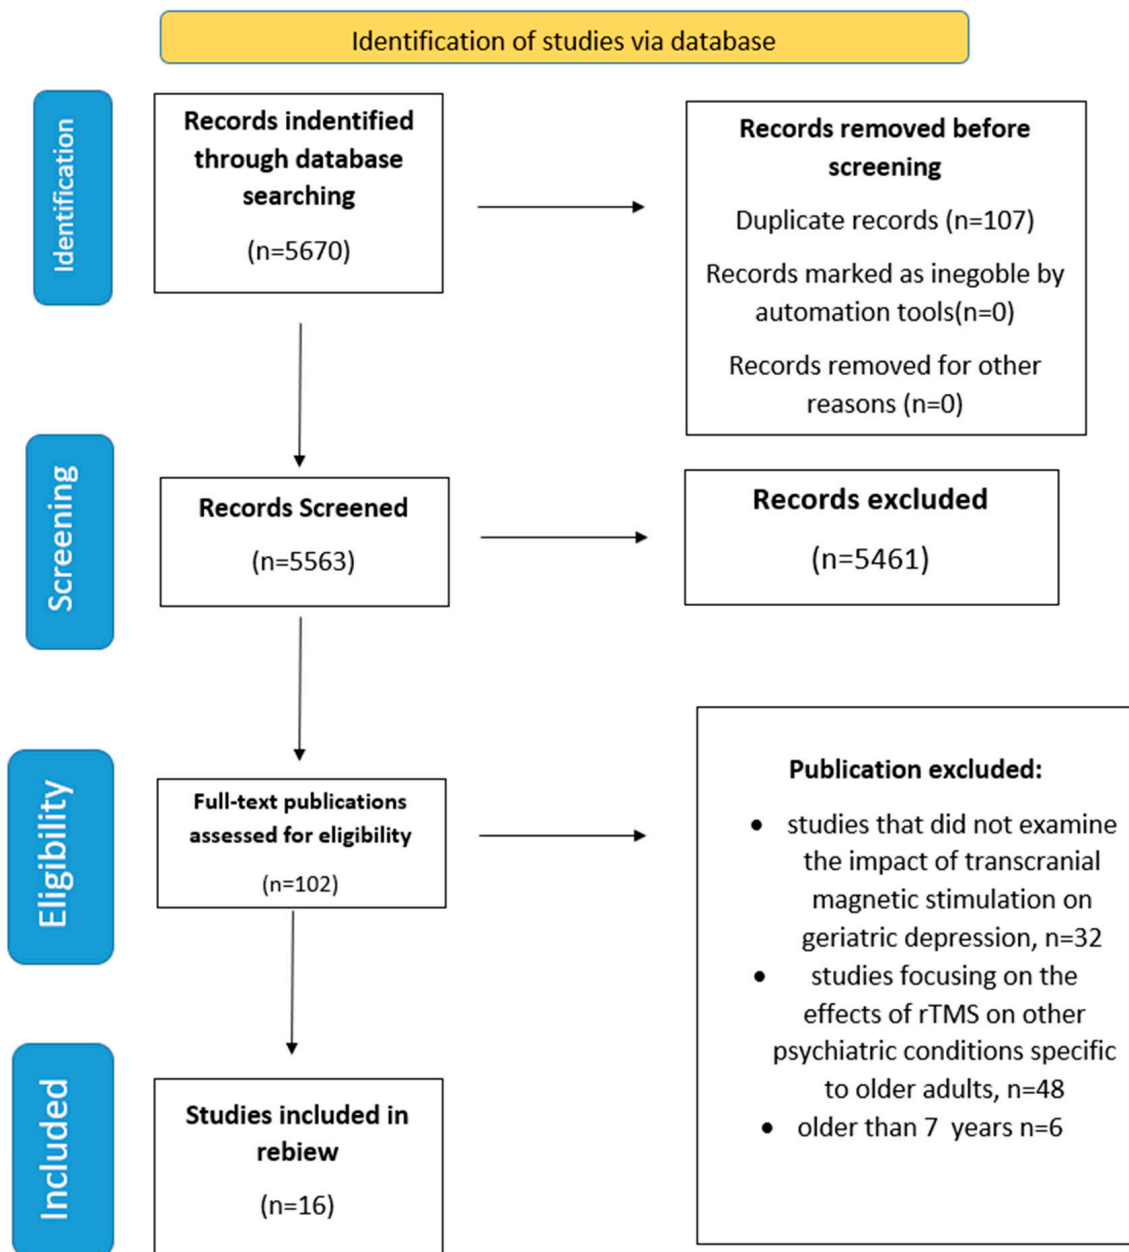 Identification of studies via database
Identification
Records indentified
through database
searching
(n=5670)
Records removed before
screening
Duplicate records (n=107)
Records marked as inegoble by
automation tools(n=0)
Records removed for other
reasons (n=0)
Screening
Records Screened
(n=5563)
Records excluded
(n=5461)
Eligibility
Full-text publications
assessed for eligibility
(n=102)
Publication excluded:
• studies that did not examine
the impact of transcranial
magnetic stimulation on
geriatric depression, n=32
• studies focusing on the
effects of rTMS on other
psychiatric conditions specific
to older adults, n=48
• older than 7 years n=6
Included
Studies included in
rebiew
(n=16)